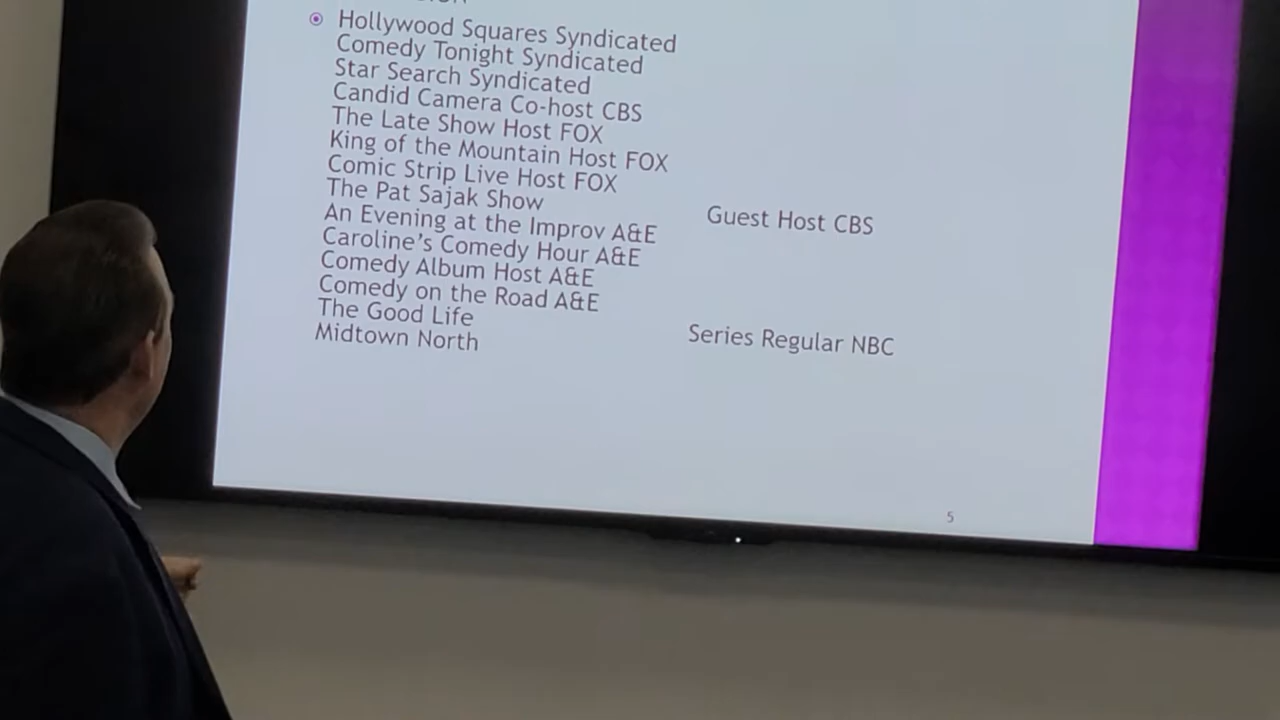 Hollywood Squares Syndicated
Comedy Tonight Syndicated
Star Search Syndicated
Candid Camera Co-host CBS
The Late Show Host FOX
King of the Mountain Host FOX
Comic Strip Live Host FOX
The Pat Sajak Show Guest Host CBS
An Evening at the Improv A&E
Caroline's Comedy Hour A&E
Comedy Album Host A&E
Comedy on the Road A&E
The Good Life
Midtown North Series Regular NBC
5